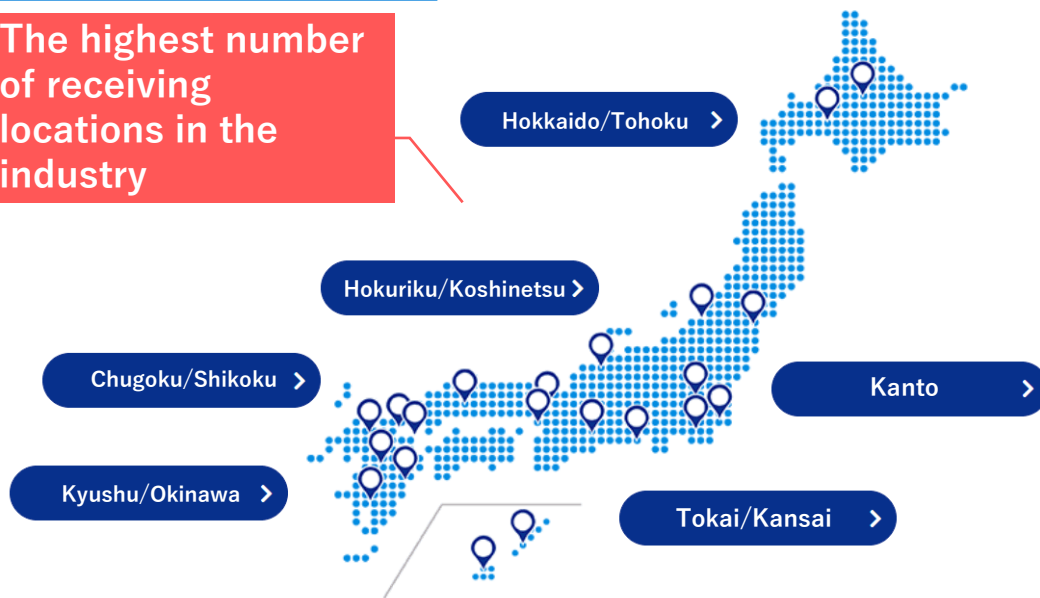 The highest number
of receiving
locations in the
industry
Hokkaido/Tohoku
Hokuriku/Koshinetsu
Chugoku/Shikoku
Kanto
Kyushu/Okinawa
Tokai/Kansai